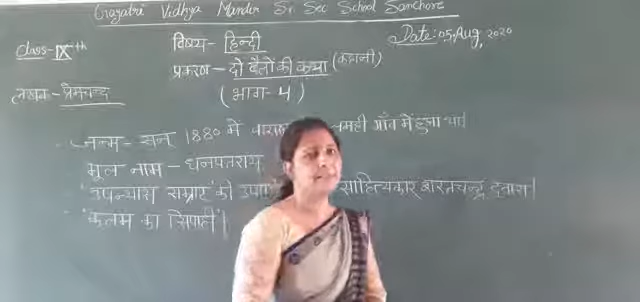 Gayatri Vidhya Mandir Sr. Sec School Sanchore
Class-IXth
विषय - हिन्दी
Date: 05, Aug, 2020
प्रकरण - दो बैलों की कथा (कहानी)
लेखक - प्रेमचन्द
(भाग - 4)
जन्म - सन् 1880 में गाँव में हुआ था।
मूल नाम - धनपतराय
'उपन्यास सम्राट' की साहित्यकार शरतचन्द्र द्वारा।
'कलम का सिपाही'।